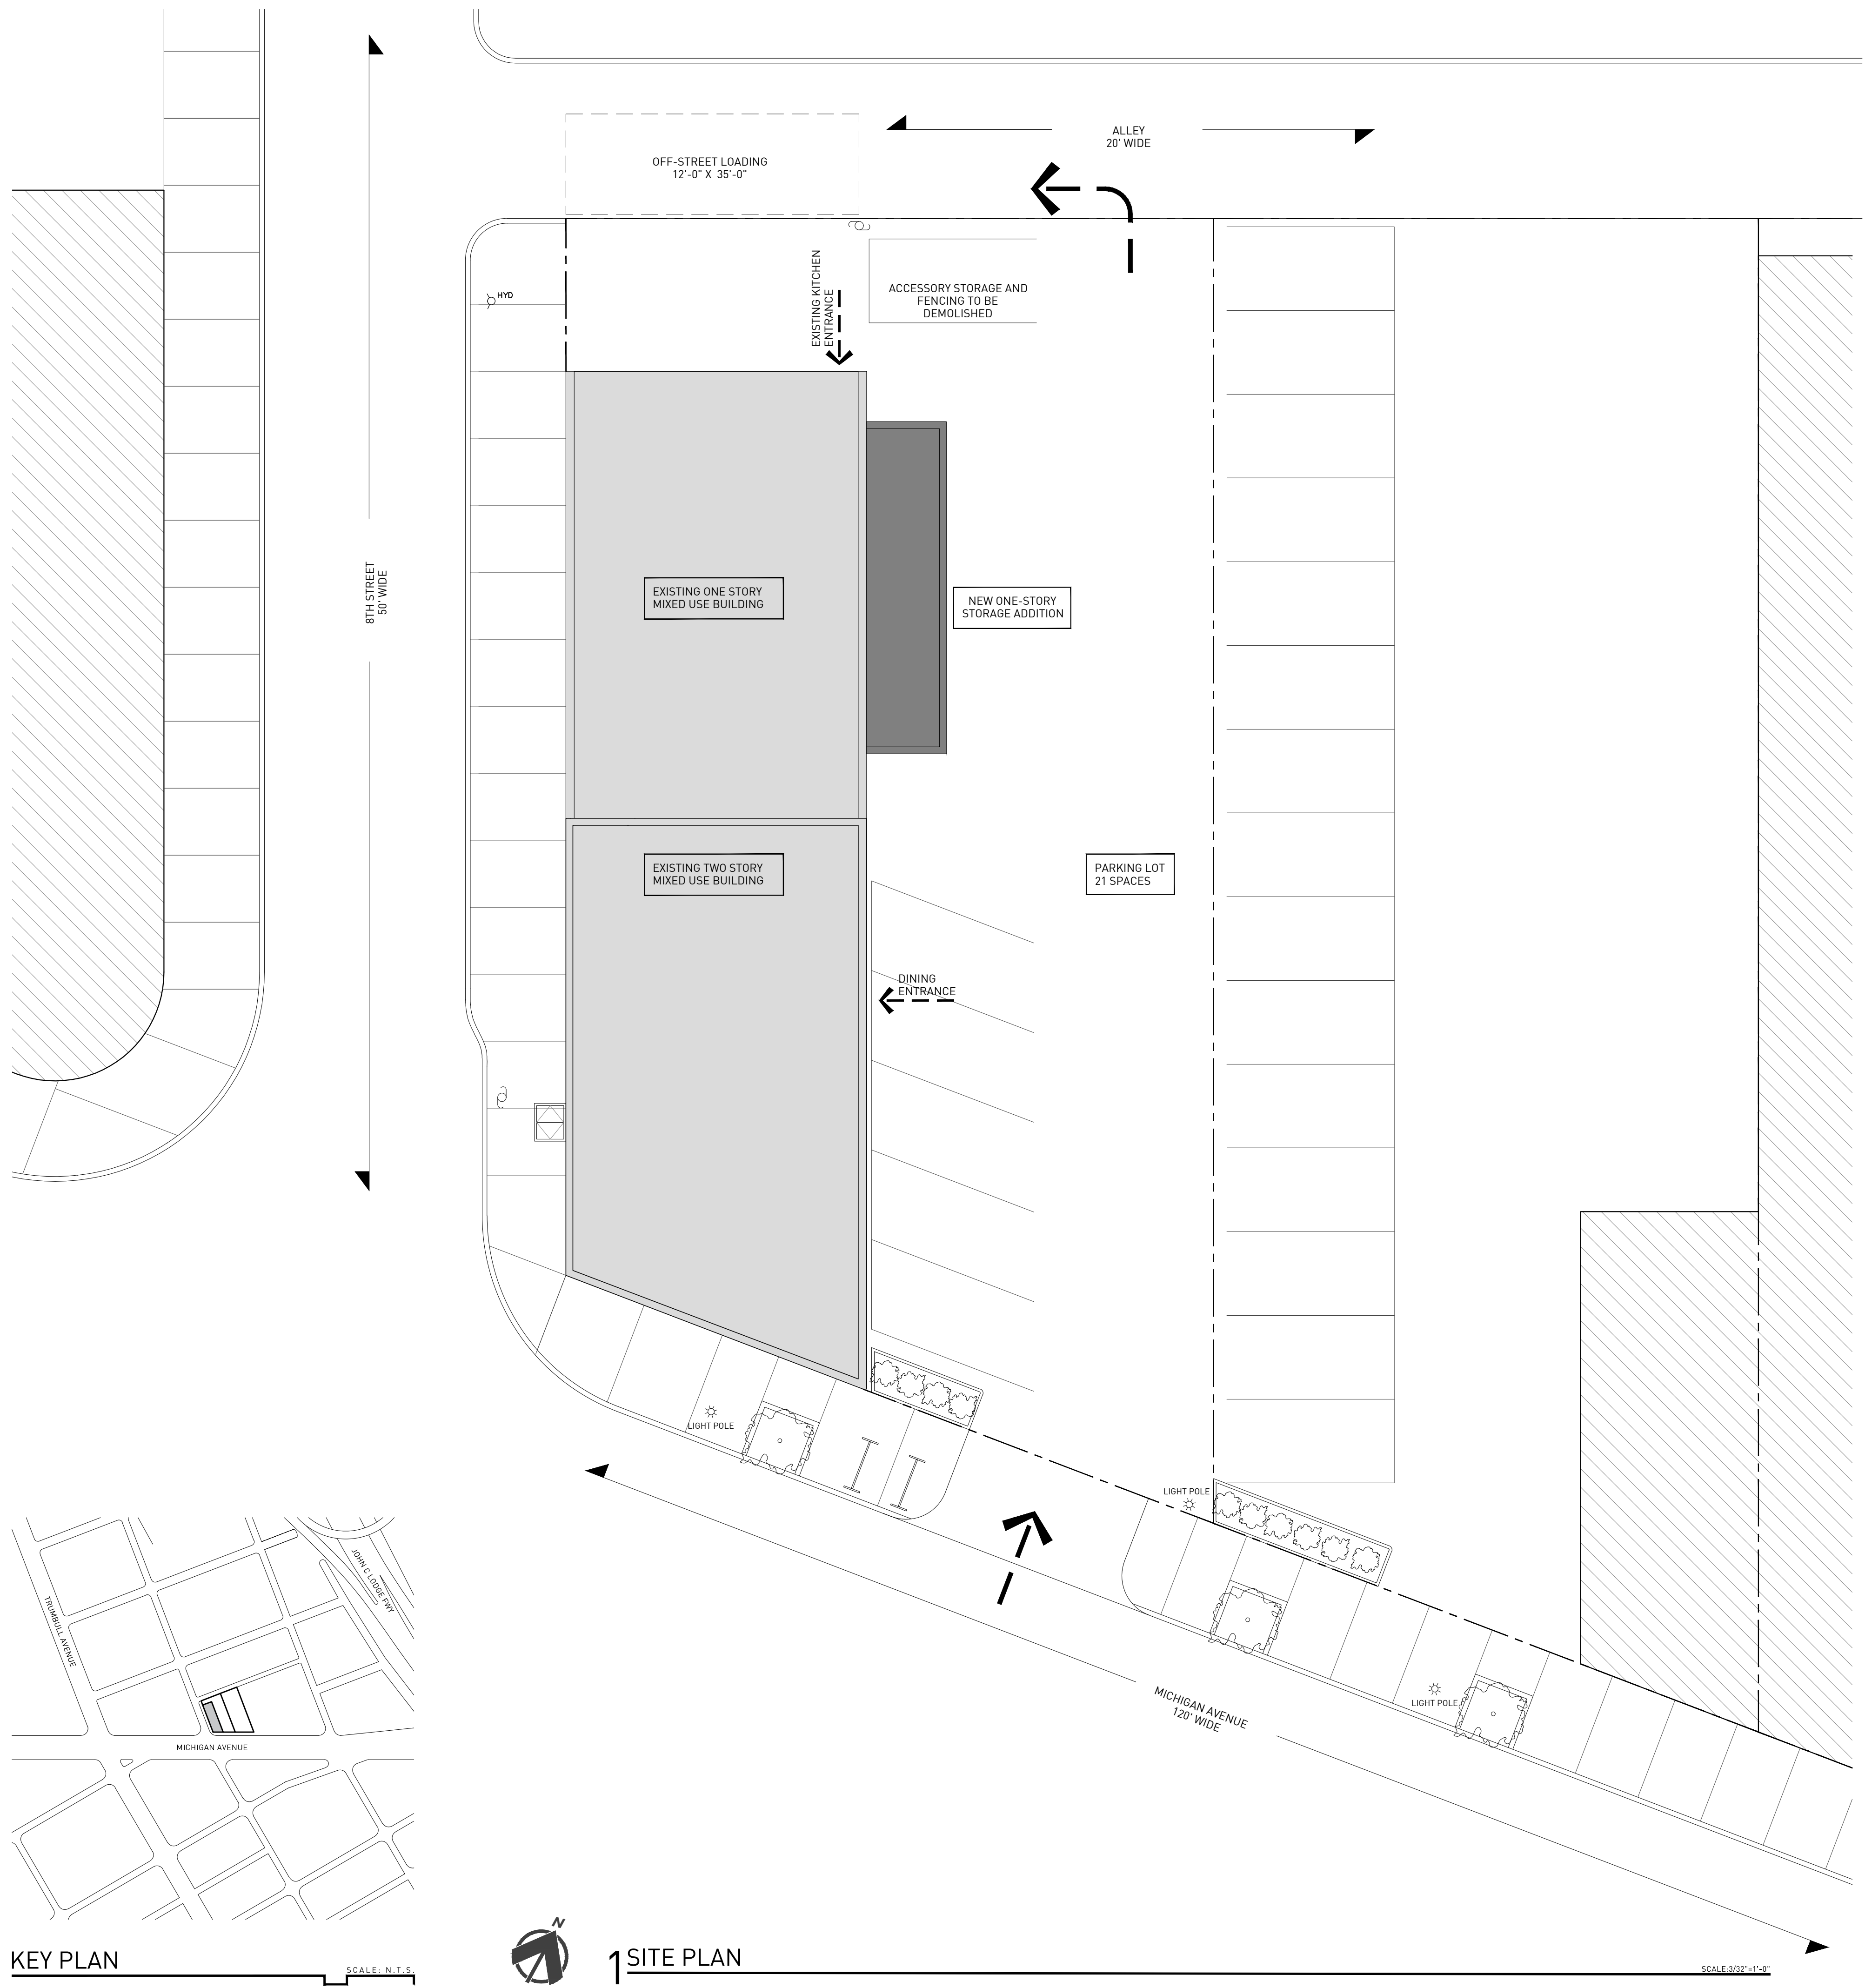 ALLEY
20' WIDE
OFF-STREET LOADING
12'-0" X 35'-0"
EXISTING KITCHEN
ENTRANCE
HYD
ACCESSORY STORAGE AND
FENCING TO BE
DEMOLISHED
8TH STREET
50' WIDE
EXISTING ONE STORY
MIXED USE BUILDING
NEW ONE-STORY
STORAGE ADDITION
EXISTING TWO STORY
MIXED USE BUILDING
PARKING LOT
21 SPACES
DINING
ENTRANCE
LIGHT POLE
LIGHT POLE
LIGHT POLE
MICHIGAN AVENUE
120' WIDE
JOHN C LODGE FWY
TRUMBULL AVENUE
MICHIGAN AVENUE
KEY PLAN
SCALE: N.T.S.
N
1 SITE PLAN
SCALE:3/32"=1'-0"